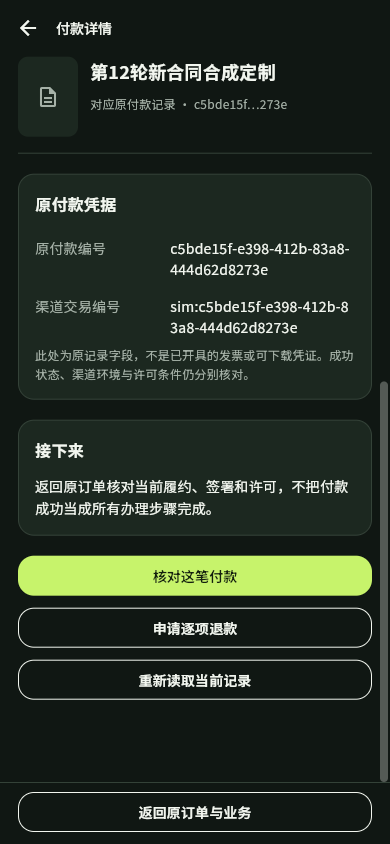 付款详情
第12轮新合同合成定制
对应原付款记录 · c5bde15f...273e
原付款凭据
原付款编号
c5bde15f-e398-412b-83a8-
444d62d8273e
渠道交易编号
sim:c5bde15f-e398-412b-8
3a8-444d62d8273e
此处为原记录字段，不是已开具的发票或可下载凭证。成功
状态、渠道环境与许可条件仍分别核对。
接下来
返回原订单核对当前履约、签署和许可，不把付款
成功当成所有办理步骤完成。
核对这笔付款
申请逐项退款
重新读取当前记录
返回原订单与业务